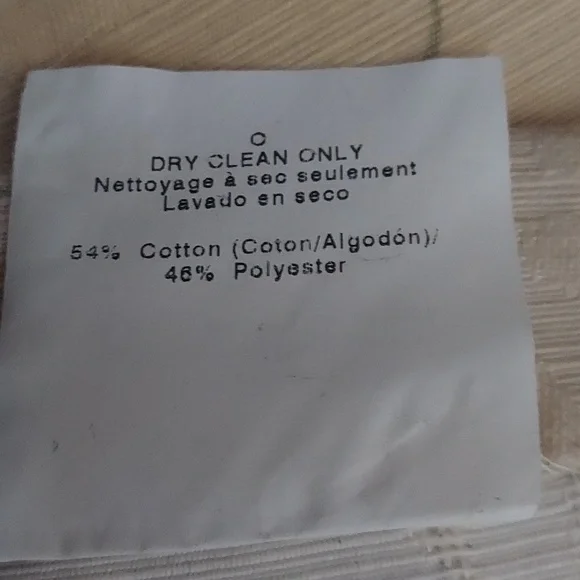 C
DRY CLEAN ONLY
Nettoyage à sec seulement
Lavado en seco
54% Cotton (Coton/Algodón)/
46% Polyester